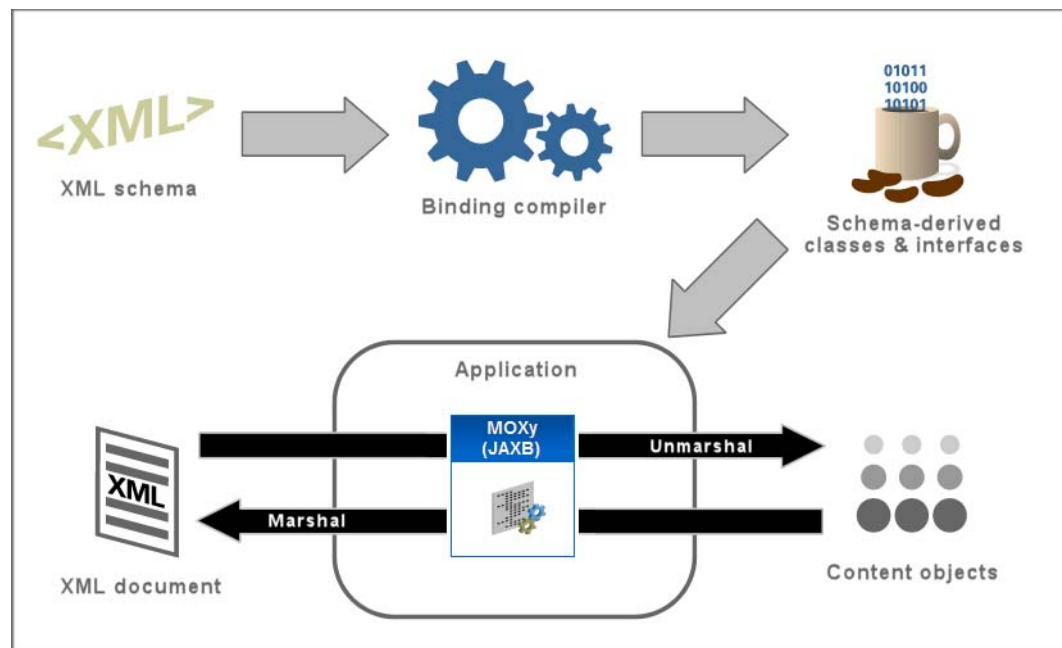 <XML>
XML schema
Binding compiler
01011
10100
10101
Schema-derived
classes & interfaces
Application
MOXy
(JAXB)
Unmarshal
Marshal
XML
XML document
Content objects